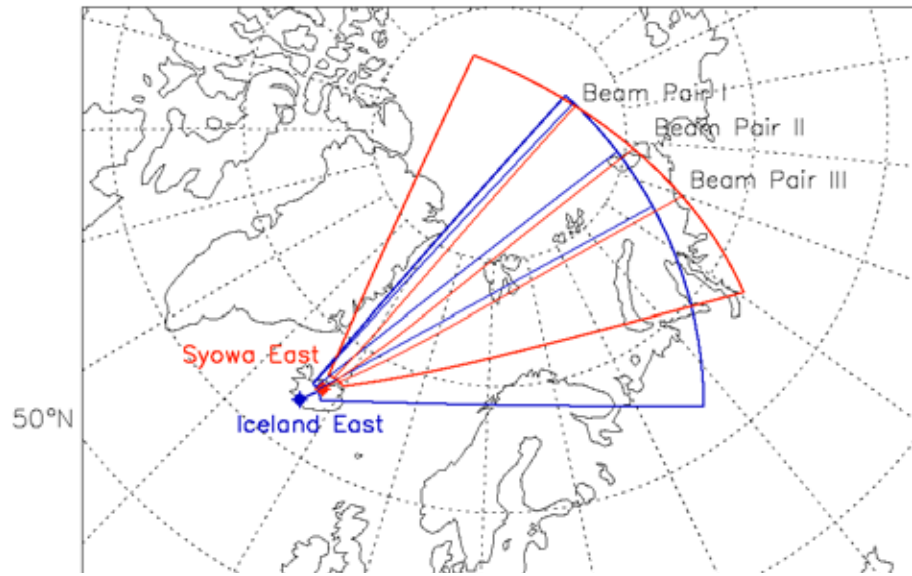 Beam Pair I
Beam Pair II
Beam Pair III
Syowa East
50°N
Iceland East